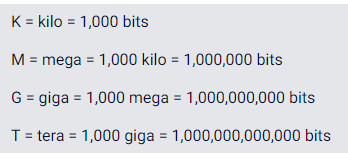 K = kilo = 1,000 bits
M = mega = 1,000 kilo = 1,000,000 bits
G = giga = 1,000 mega = 1,000,000,000 bits
T = tera = 1,000 giga = 1,000,000,000,000 bits